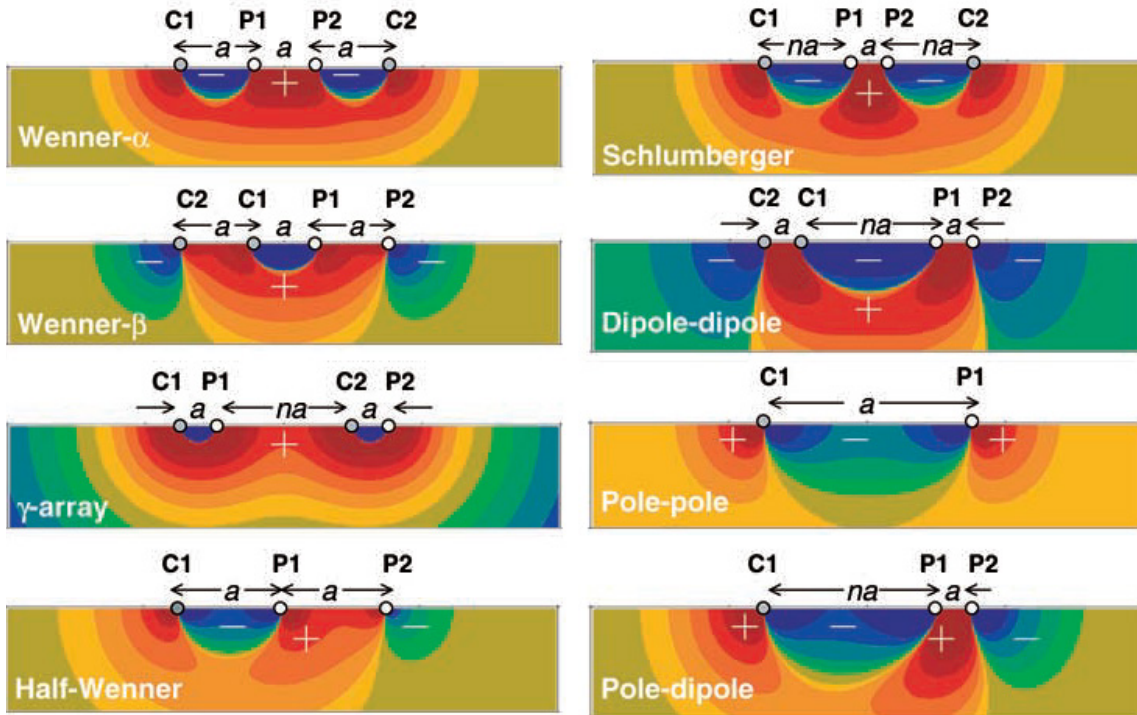 C1 P1 P2 C2
a a a
− + −
Wenner-α
C1 P1 P2 C2
na a na
− + −
Schlumberger
C2 C1 P1 P2
a a a
− + −
Wenner-β
C2 C1 P1 P2
a na a
− − −
+
Dipole-dipole
C1 P1 C2 P2
a na a
+
γ-array
C1 P1
a
+ − +
Pole-pole
C1 P1 P2
a a
− + −
Half-Wenner
C1 P1 P2
na a
+ − + −
Pole-dipole